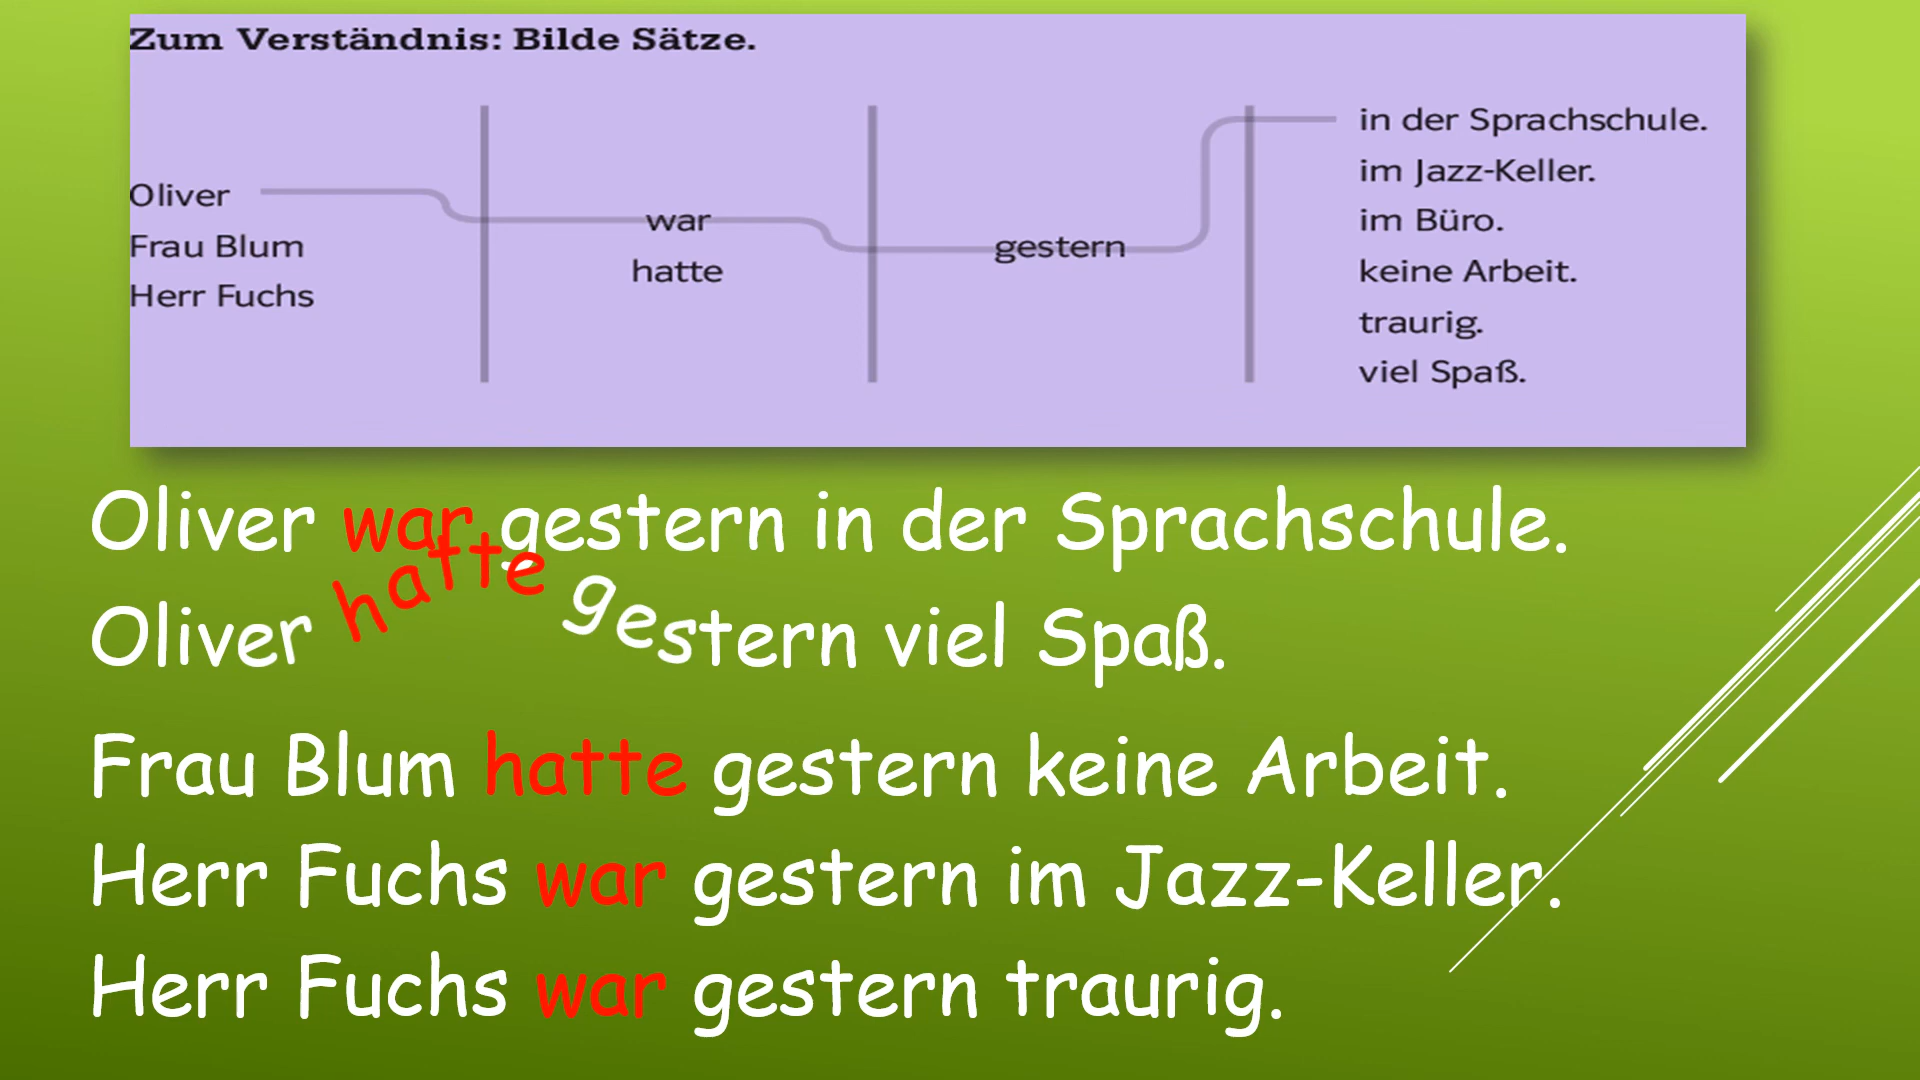 Zum Verständnis: Bilde Sätze.
Oliver
Frau Blum
Herr Fuchs
war
hatte
gestern
in der Sprachschule.
im Jazz-Keller.
im Büro.
keine Arbeit.
traurig.
viel Spaß.
Oliver war gestern in der Sprachschule.
Oliver hatte gestern viel Spaß.
Frau Blum hatte gestern keine Arbeit.
Herr Fuchs war gestern im Jazz-Keller.
Herr Fuchs war gestern traurig.